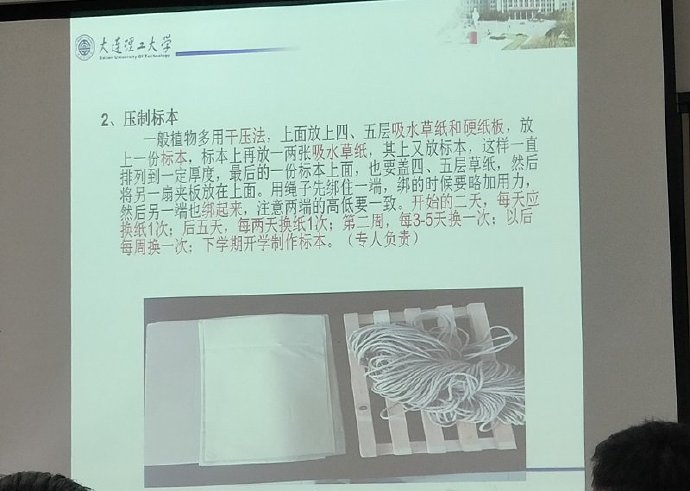 大连理工大学
Dalian University Of Technology
2、压制标本
一般植物多用干压法，上面放上四、五层吸水草纸和硬纸板，放
上一份标本，标本上再放一两张吸水草纸，其上又放标本，这样一直
排列到一定厚度，最后的一份标本上面，也要盖四、五层草纸，然后
将另一扇夹板放在上面。用绳子先绑住一端，绑的时候要略加用力，
然后另一端也绑起来，注意两端的高低要一致。开始的二天，每天应
换纸1次；后五天，每两天换纸1次；第二周，每3-5天换一次；以后
每周换一次；下学期开学制作标本。（专人负责）